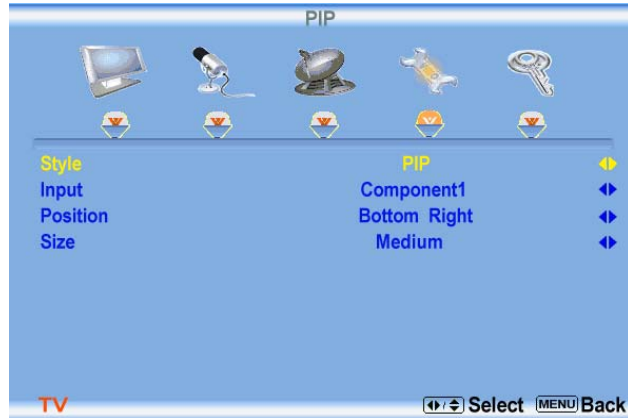 PIP
Style PIP
Input Component1
Position Bottom Right
Size Medium
TV Select MENU Back